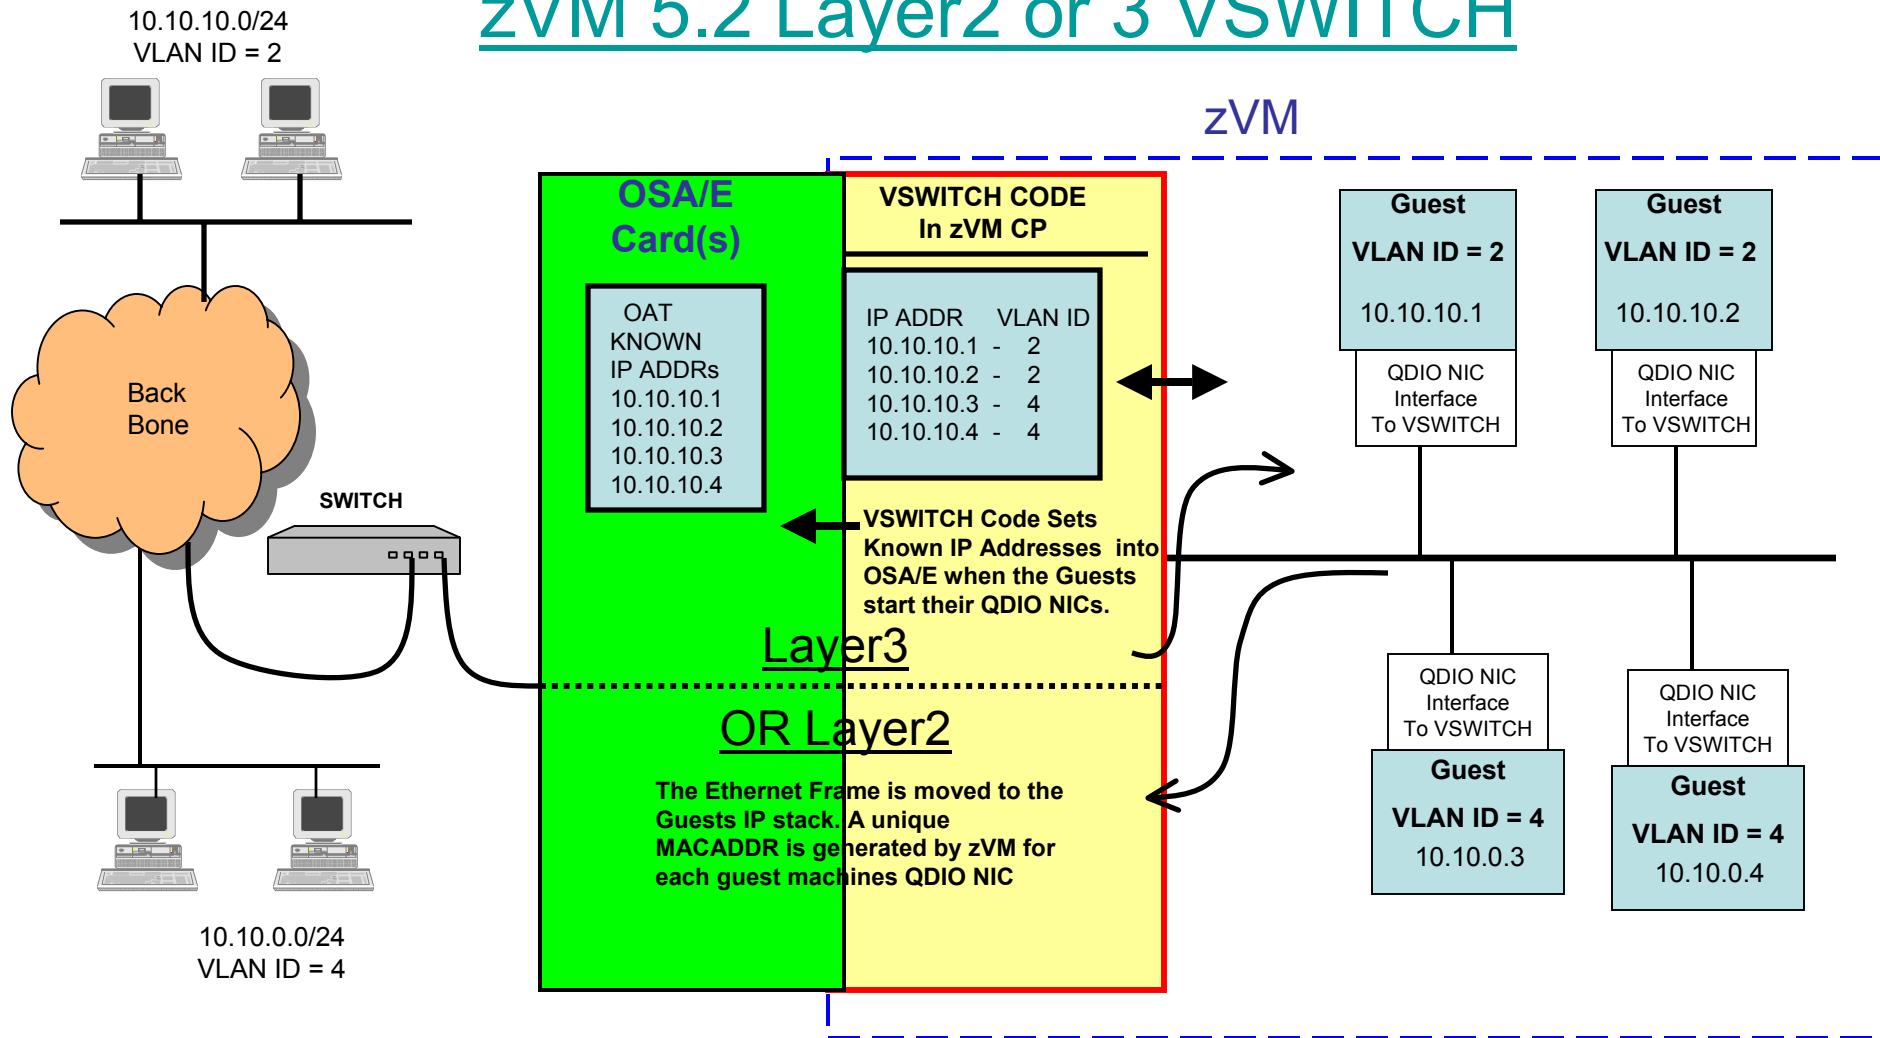 zVM 5.2 Layer2 or 3 VSWITCH
10.10.10.0/24
VLAN ID = 2
zVM
OSA/E
Card(s)
VSWITCH CODE
In zVM CP
OAT
KNOWN
IP ADDRs
10.10.10.1
10.10.10.2
10.10.10.3
10.10.10.4
IP ADDR VLAN ID
10.10.10.1 - 2
10.10.10.2 - 2
10.10.10.3 - 4
10.10.10.4 - 4
Guest
VLAN ID = 2
10.10.10.1
QDIO NIC
Interface
To VSWITCH
Guest
VLAN ID = 2
10.10.10.2
QDIO NIC
Interface
To VSWITCH
Back
Bone
SWITCH
VSWITCH Code Sets
Known IP Addresses into
OSA/E when the Guests
start their QDIO NICs.
Layer3
OR Layer2
The Ethernet Frame is moved to the
Guests IP stack. A unique
MACADDR is generated by zVM for
each guest machines QDIO NIC
QDIO NIC
Interface
To VSWITCH
Guest
VLAN ID = 4
10.10.0.3
QDIO NIC
Interface
To VSWITCH
Guest
VLAN ID = 4
10.10.0.4
10.10.0.0/24
VLAN ID = 4